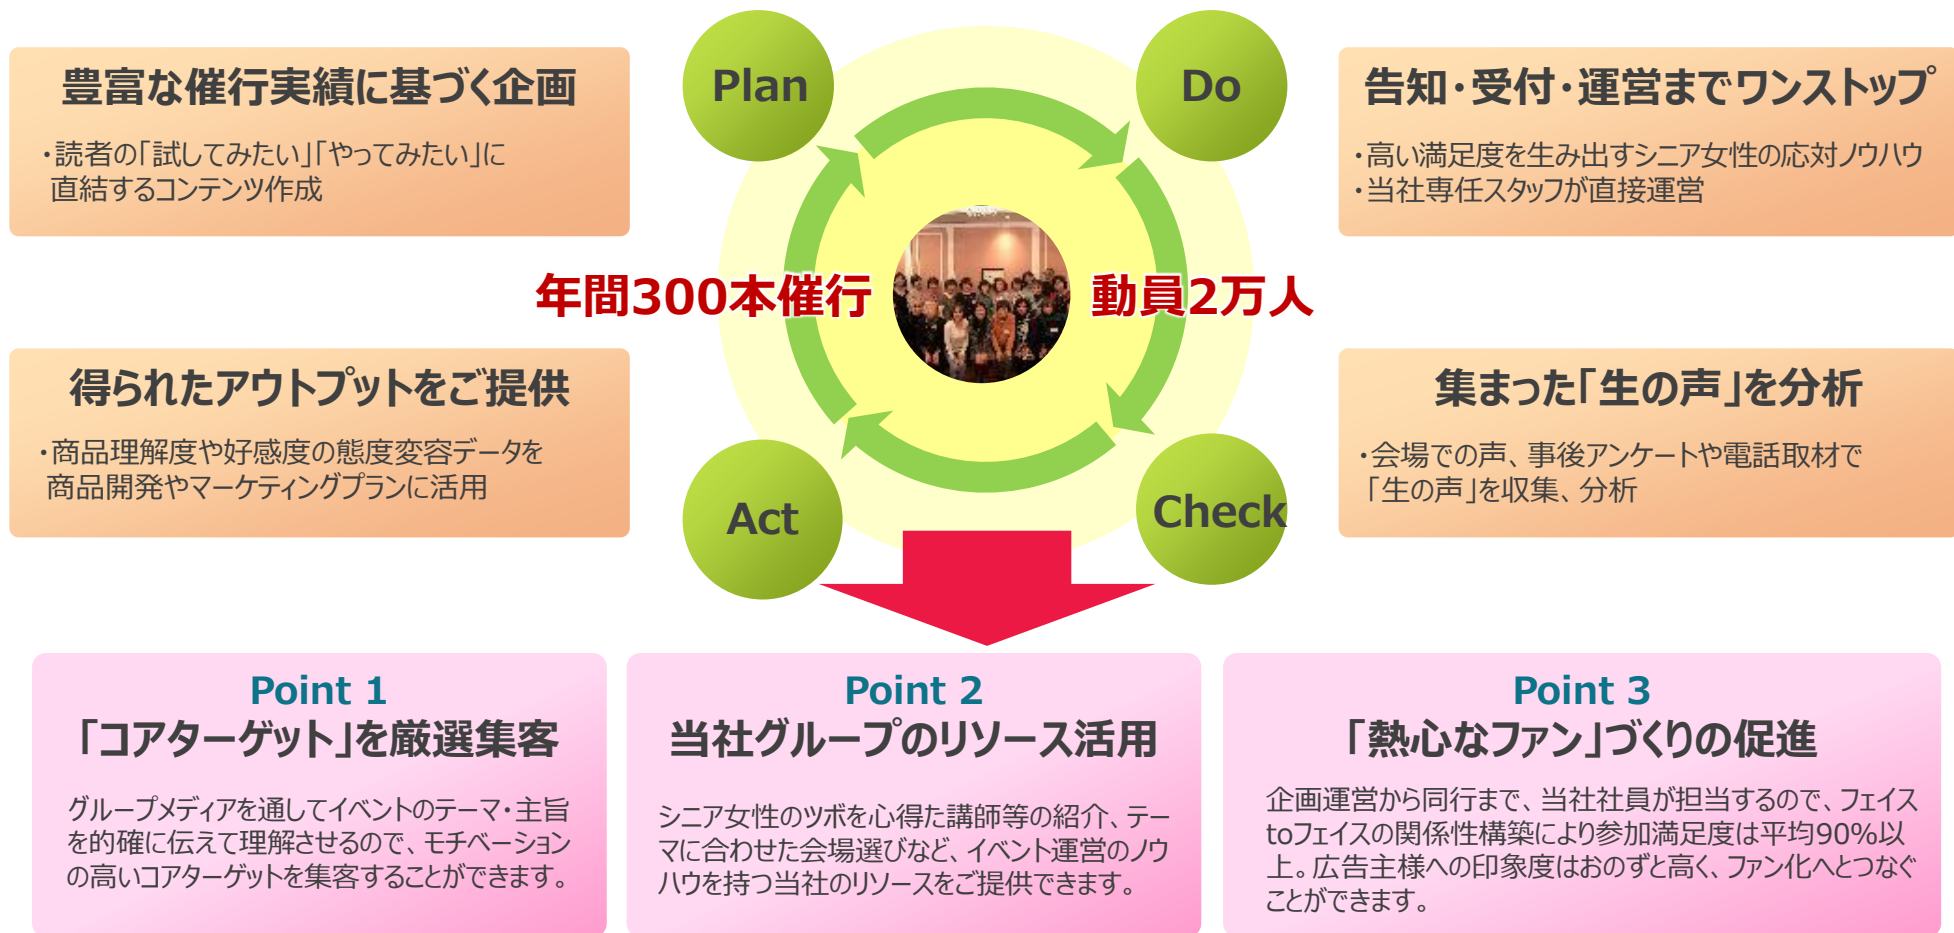 豊富な催行実績に基づく企画
・読者の「試してみたい」「やってみたい」に
直結するコンテンツ作成
Plan
Do
告知・受付・運営までワンストップ
・高い満足度を生み出すシニア女性の応対ノウハウ
・当社専任スタッフが直接運営
年間300本催行
動員2万人
得られたアウトプットをご提供
・商品理解度や好感度の態度変容データを
商品開発やマーケティングプランに活用
Act
Check
集まった「生の声」を分析
・会場での声、事後アンケートや電話取材で
「生の声」を収集、分析
Point 1
「コアターゲット」を厳選集客
グループメディアを通してイベントのテーマ・主旨
を的確に伝えて理解させるので、モチベーション
の高いコアターゲットを集客することができます。
Point 2
当社グループのリソース活用
シニア女性のツボを心得た講師等の紹介、テー
マに合わせた会場選びなど、イベント運営のノウ
ハウを持つ当社のリソースをご提供できます。
Point 3
「熱心なファン」づくりの促進
企画運営から同行まで、当社社員が担当するので、フェイス
toフェイスの関係性構築により参加満足度は平均90%以
上。広告主様への印象度はおのずと高く、ファン化へとつなぐ
ことができます。